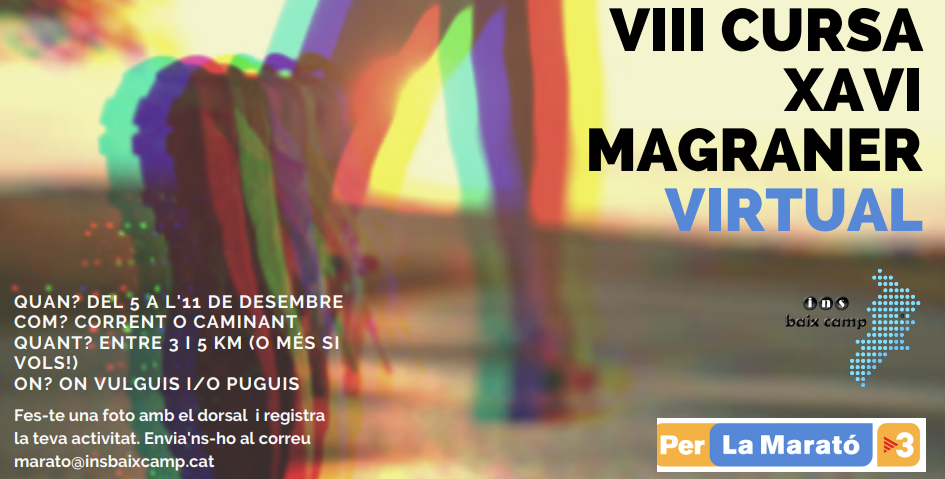 VIII CURSA
XAVI
MAGRANER
VIRTUAL
QUAN? DEL 5 A L'11 DE DESEMBRE
COM? CORRENT O CAMINANT
QUANT? ENTRE 3 I 5 KM (O MÉS SI
VOLS!)
ON? ON VULGUIS I/O PUGUIS
Fes-te una foto amb el dorsal i registra
la teva activitat. Envia'ns-ho al correu
marato@insbaixcamp.cat
ins
baix camp
Per La Marató 3